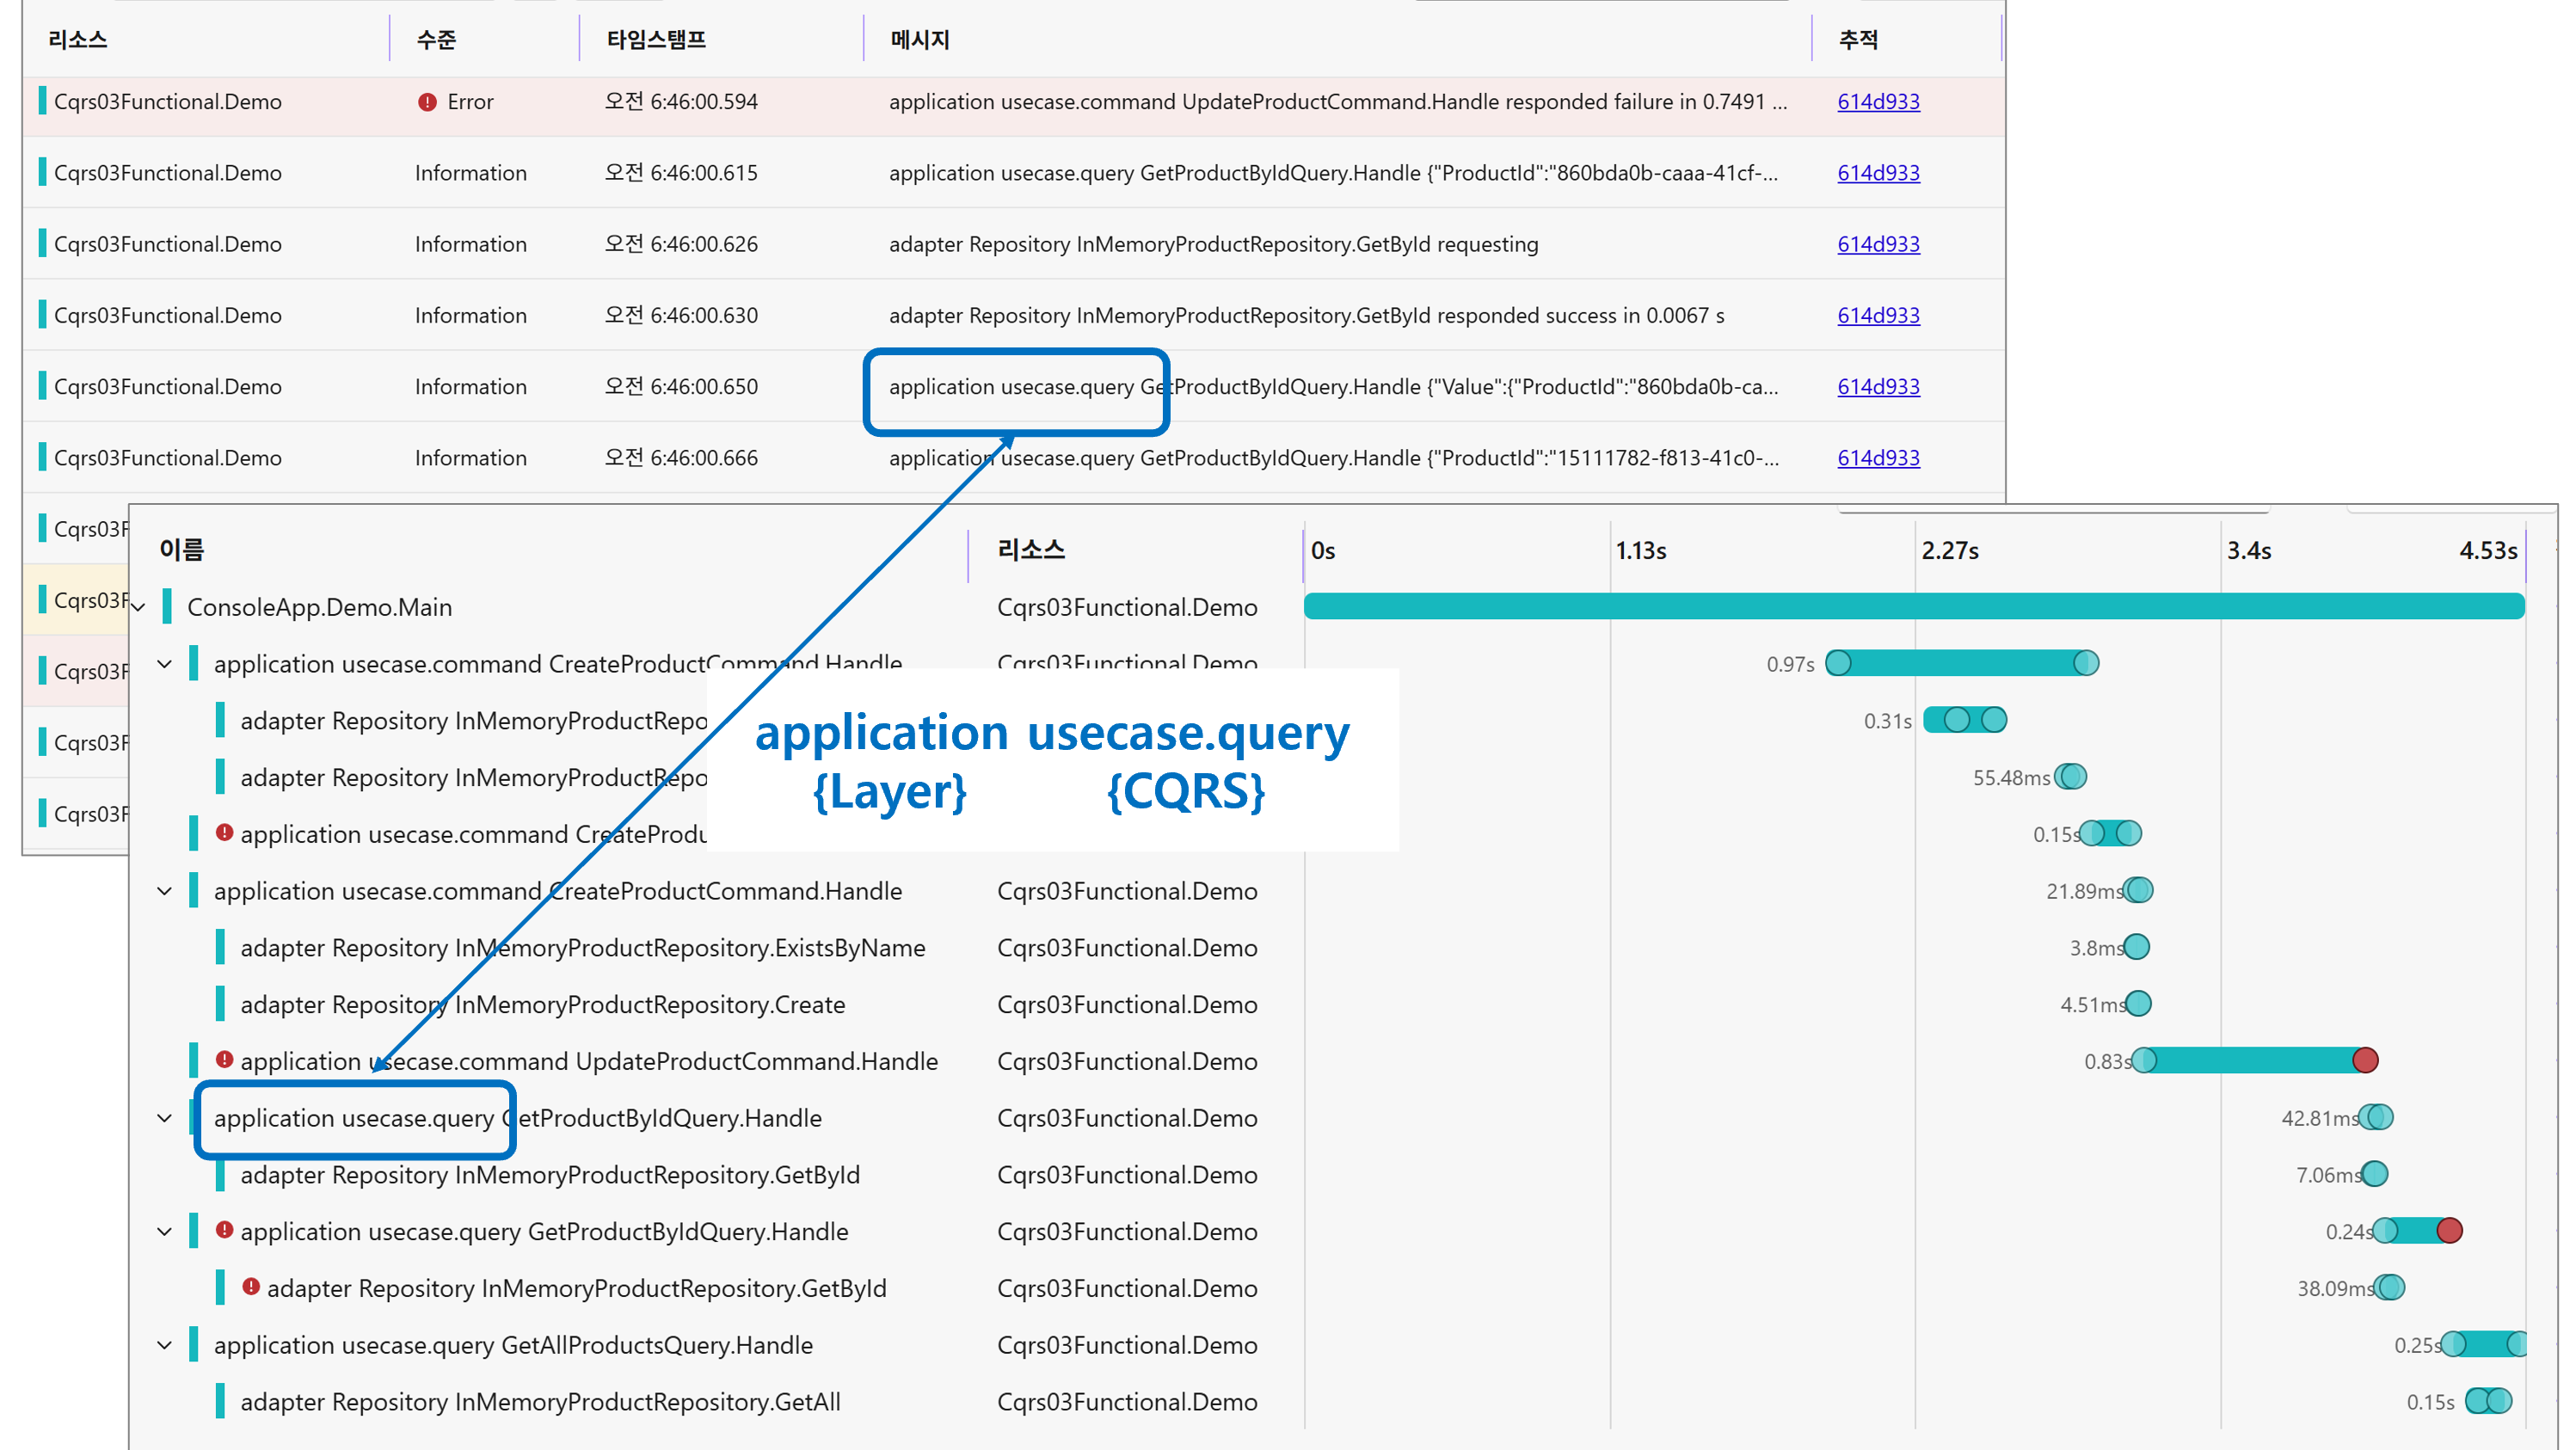 리소스 수준 타임스탬프 메시지 추적
Cqrs03Functional.Demo Error 오전 6:46:00.594 application usecase.command UpdateProductCommand.Handle responded failure in 0.7491 ... 614d933
Cqrs03Functional.Demo Information 오전 6:46:00.615 application usecase.query GetProductByIdQuery.Handle {"ProductId":"860bda0b-caaa-41cf-... 614d933
Cqrs03Functional.Demo Information 오전 6:46:00.626 adapter Repository InMemoryProductRepository.GetById requesting 614d933
Cqrs03Functional.Demo Information 오전 6:46:00.630 adapter Repository InMemoryProductRepository.GetById responded success in 0.0067 s 614d933
Cqrs03Functional.Demo Information 오전 6:46:00.650 application usecase.query GetProductByIdQuery.Handle {"Value":{"ProductId":"860bda0b-ca... 614d933
Cqrs03Functional.Demo Information 오전 6:46:00.666 application usecase.query GetProductByIdQuery.Handle {"ProductId":"15111782-f813-41c0-... 614d933
Cqrs03F
Cqrs03F
Cqrs03F
Cqrs03F
Cqrs03F
이름 리소스 0s 1.13s 2.27s 3.4s 4.53s
ConsoleApp.Demo.Main Cqrs03Functional.Demo
application usecase.command CreateProductCommand.Handle Cqrs03Functional.Demo 0.97s
adapter Repository InMemoryProductRepo 0.31s
adapter Repository InMemoryProductRepo 55.48ms
application usecase.command CreateProdu 0.15s
application usecase.query
{Layer} {CQRS}
application usecase.command CreateProductCommand.Handle Cqrs03Functional.Demo 21.89ms
adapter Repository InMemoryProductRepository.ExistsByName Cqrs03Functional.Demo 3.8ms
adapter Repository InMemoryProductRepository.Create Cqrs03Functional.Demo 4.51ms
application usecase.command UpdateProductCommand.Handle Cqrs03Functional.Demo 0.83s
application usecase.query GetProductByIdQuery.Handle Cqrs03Functional.Demo 42.81ms
adapter Repository InMemoryProductRepository.GetById Cqrs03Functional.Demo 7.06ms
application usecase.query GetProductByIdQuery.Handle Cqrs03Functional.Demo 0.24s
adapter Repository InMemoryProductRepository.GetById Cqrs03Functional.Demo 38.09ms
application usecase.query GetAllProductsQuery.Handle Cqrs03Functional.Demo 0.25s
adapter Repository InMemoryProductRepository.GetAll Cqrs03Functional.Demo 0.15s